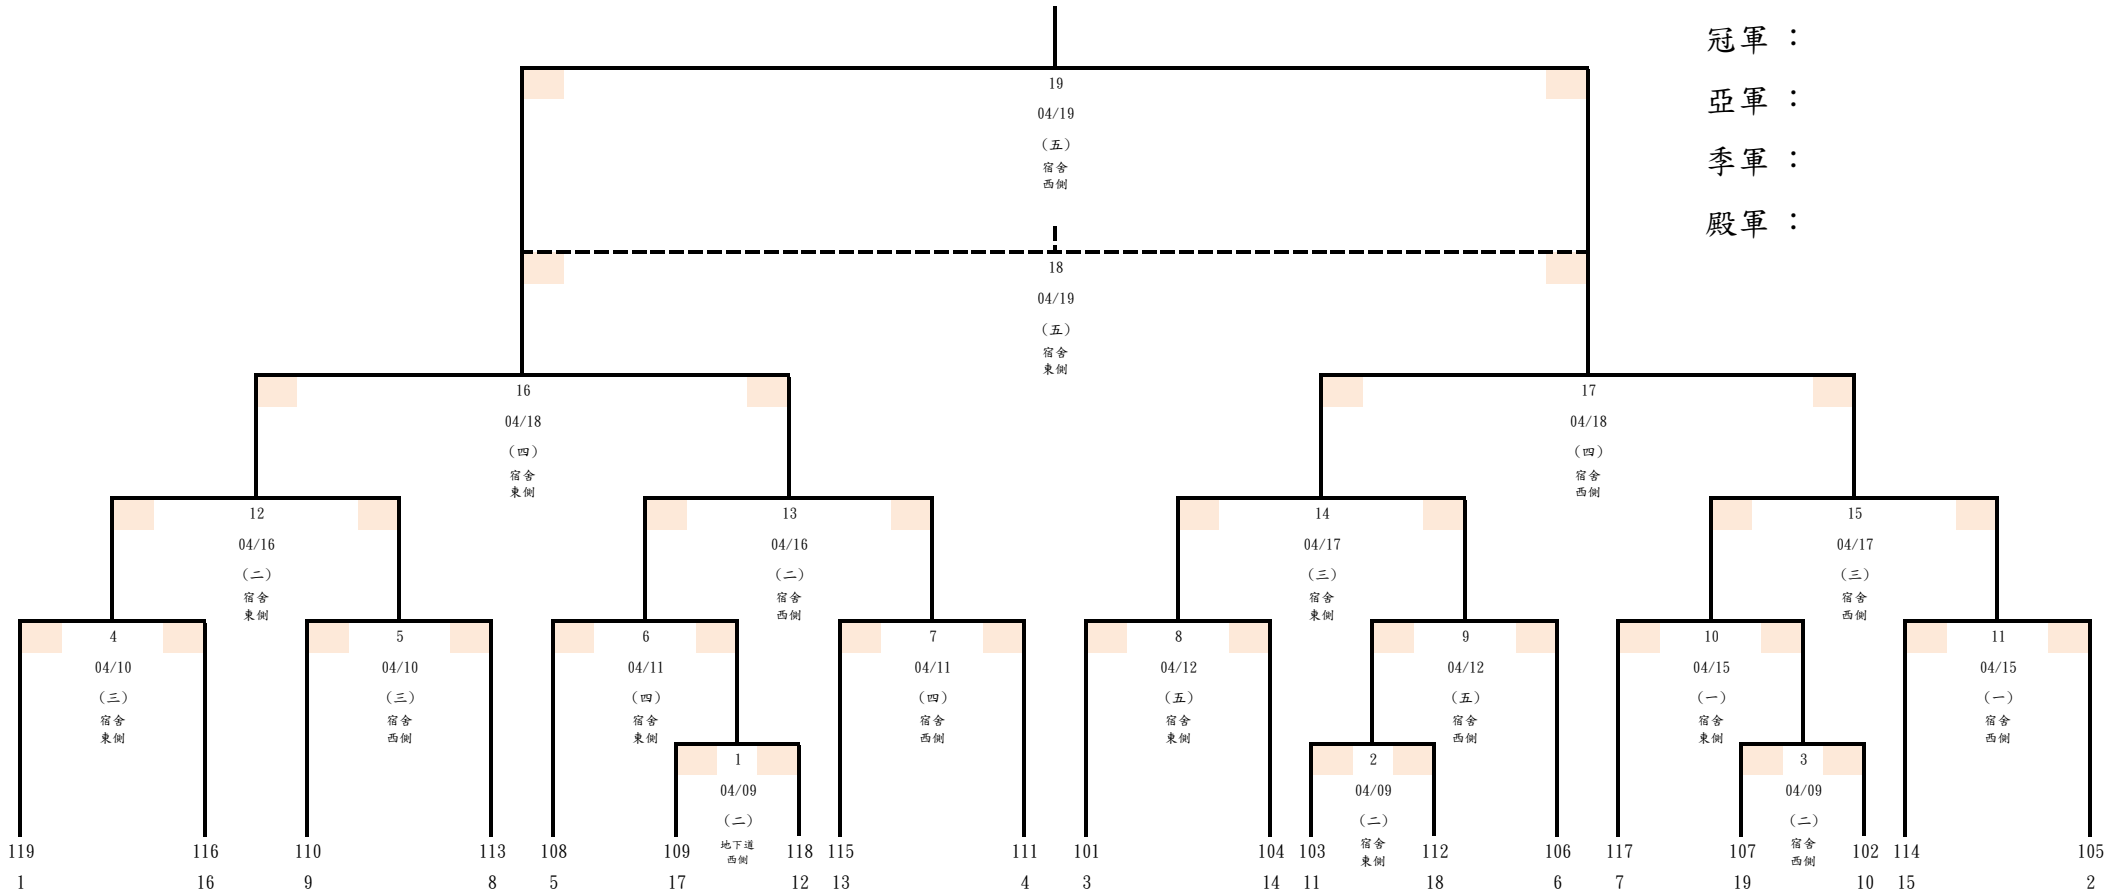 冠軍：
亞軍：
季軍：
殿軍：
19
04/19
(五)
宿舍
西側
18
04/19
(五)
宿舍
東側
16
04/18
(四)
宿舍
東側
17
04/18
(四)
宿舍
西側
12
04/16
(二)
宿舍
東側
13
04/16
(二)
宿舍
西側
14
04/17
(三)
宿舍
東側
15
04/17
(三)
宿舍
西側
4
04/10
(三)
宿舍
東側
5
04/10
(三)
宿舍
西側
6
04/11
(四)
宿舍
東側
7
04/11
(四)
宿舍
西側
8
04/12
(五)
宿舍
東側
9
04/12
(五)
宿舍
西側
10
04/15
(一)
宿舍
東側
11
04/15
(一)
宿舍
西側
1
04/09
(二)
地下道
西側
2
04/09
(二)
宿舍
東側
3
04/09
(二)
宿舍
西側
119 116 110 113 108 109 118 115 111 101 104 103 112 106 117 107 102 114 105
1 16 9 8 5 17 12 13 4 3 14 11 18 6 7 19 10 15 2